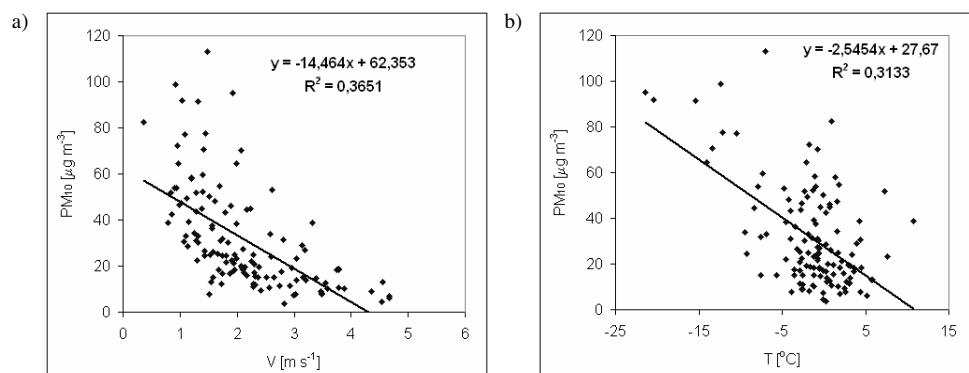 a)
120
100
80
60
40
20
0
PM₁₀ [µg m⁻³]
y = -14,464x + 62,353
R² = 0,3651
0 1 2 3 4 5 6
V [m s⁻¹]
b)
120
100
80
60
40
20
0
PM₁₀ [µg m⁻³]
y = -2,5454x + 27,67
R² = 0,3133
-25 -15 -5 5 15
T [°C]